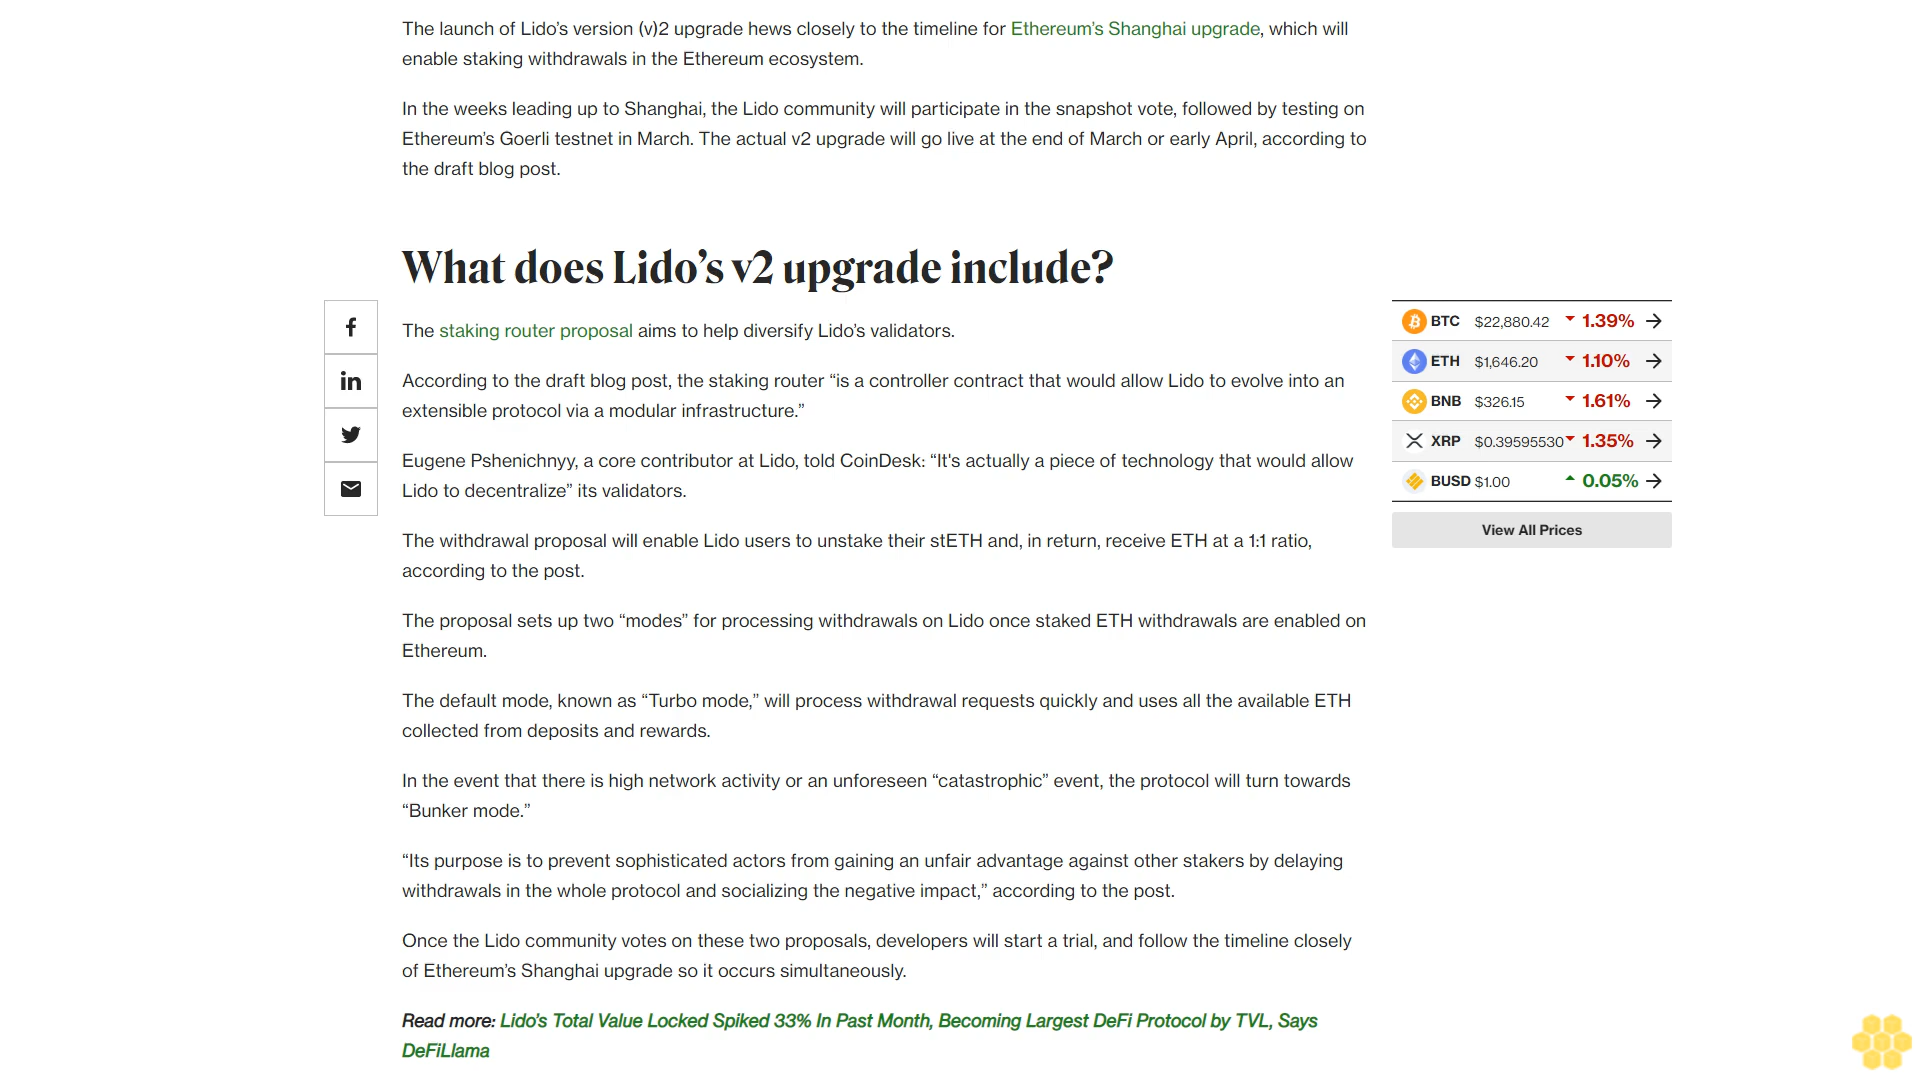 The launch of Lido’s version (v)2 upgrade hews closely to the timeline for Ethereum’s Shanghai upgrade, which will
enable staking withdrawals in the Ethereum ecosystem.
In the weeks leading up to Shanghai, the Lido community will participate in the snapshot vote, followed by testing on
Ethereum’s Goerli testnet in March. The actual v2 upgrade will go live at the end of March or early April, according to
the draft blog post.
What does Lido’s v2 upgrade include?
The staking router proposal aims to help diversify Lido’s validators.
According to the draft blog post, the staking router “is a controller contract that would allow Lido to evolve into an
extensible protocol via a modular infrastructure.”
Eugene Pshenichnyy, a core contributor at Lido, told CoinDesk: “It's actually a piece of technology that would allow
Lido to decentralize” its validators.
The withdrawal proposal will enable Lido users to unstake their stETH and, in return, receive ETH at a 1:1 ratio,
according to the post.
The proposal sets up two “modes” for processing withdrawals on Lido once staked ETH withdrawals are enabled on
Ethereum.
The default mode, known as “Turbo mode,” will process withdrawal requests quickly and uses all the available ETH
collected from deposits and rewards.
In the event that there is high network activity or an unforeseen “catastrophic” event, the protocol will turn towards
“Bunker mode.”
“Its purpose is to prevent sophisticated actors from gaining an unfair advantage against other stakers by delaying
withdrawals in the whole protocol and socializing the negative impact,” according to the post.
Once the Lido community votes on these two proposals, developers will start a trial, and follow the timeline closely
of Ethereum’s Shanghai upgrade so it occurs simultaneously.
Read more: Lido’s Total Value Locked Spiked 33% In Past Month, Becoming Largest DeFi Protocol by TVL, Says
DeFiLlama
BTC $22,880.42 1.39%
ETH $1,646.20 1.10%
BNB $326.15 1.61%
XRP $0.39595530 1.35%
BUSD $1.00 0.05%
View All Prices